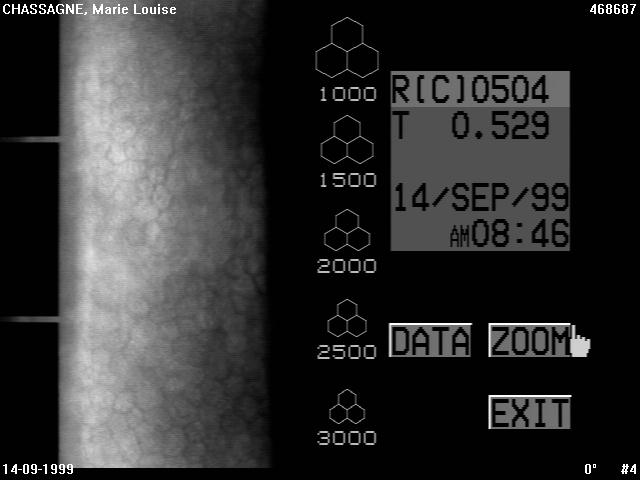 CHASSAGNE, Marie Louise
468687
1000
1500
2000
2500
3000
R[C]0504
T 0.529
14/SEP/99
AM08:46
DATA
ZOOM
EXIT
14-09-1999
0°
#4